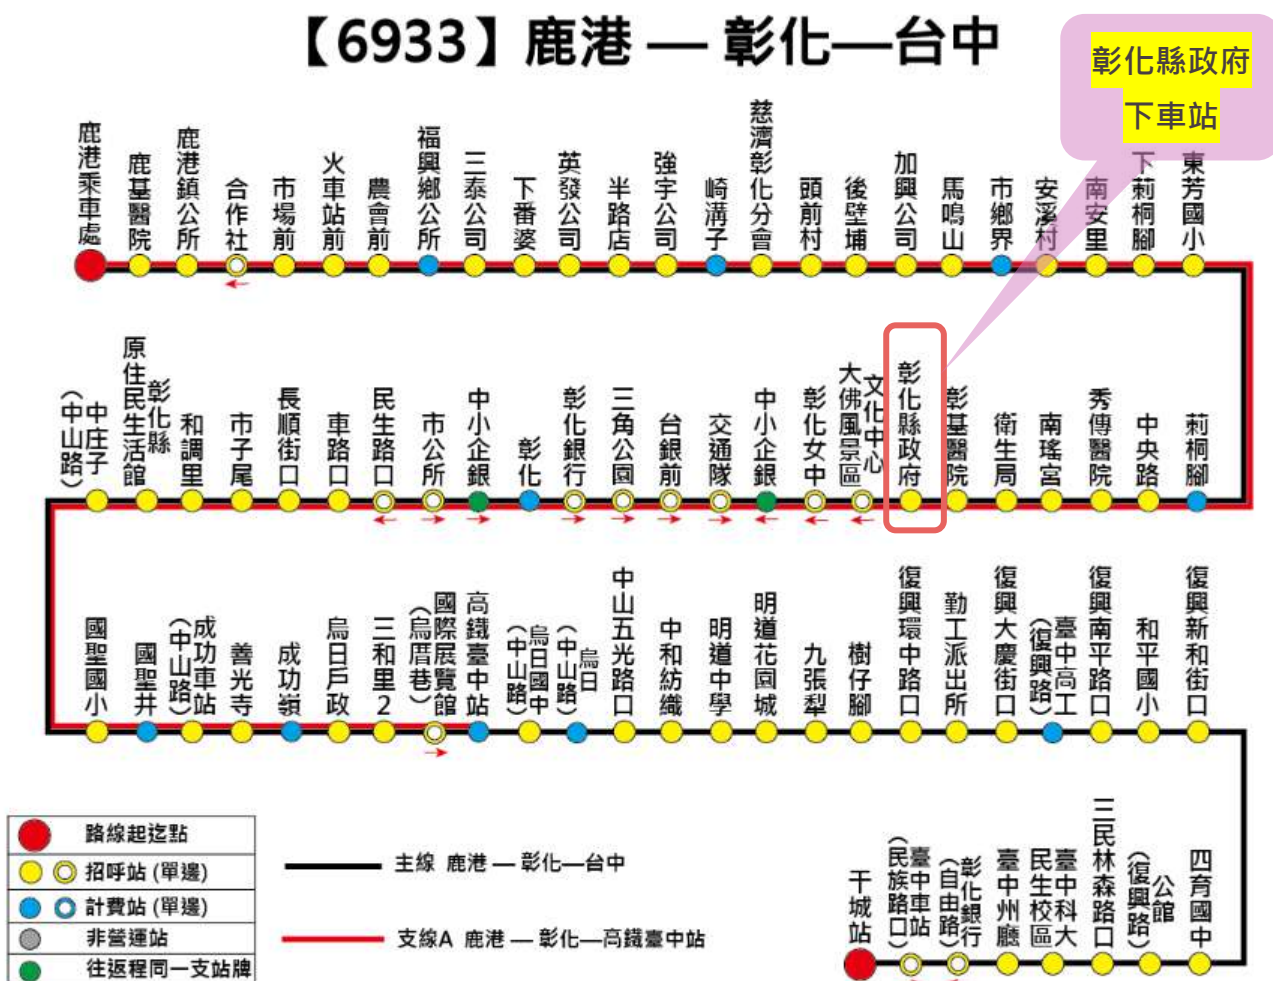 【6933】鹿港 — 彰化—台中
彰化縣政府
下車站
鹿港乘車處
鹿基醫院
鹿港鎮公所
合作社
市場前
火車站前
農會前
福興鄉公所
三泰公司
下番婆
英發公司
半路店
強宇公司
崎溝子
慈濟彰化分會
頭前村
後壁埔
加興公司
馬鳴山
市鄉界
安溪村
南安里
下莿桐腳
東芳國小
中庄子
(中山路)
彰化縣
原住民生活館
和調里
市子尾
長順街口
車路口
民生路口
市公所
中小企銀
彰化
彰化銀行
三角公園
台銀前
交通隊
中小企銀
彰化女中
文化中心
大佛風景區
彰化縣政府
彰基醫院
衛生局
南瑤宮
秀傳醫院
中央路
莿桐腳
國聖國小
國聖井
成功車站
(中山路)
善光寺
成功嶺
烏日戶政
三和里2
國際展覽館
(烏厝巷)
高鐵臺中站
烏日國中
(中山路)
烏日
(中山路)
中山五光路口
中和紡織
明道中學
明道花園城
九張犁
樹仔腳
復興環中路口
勤工派出所
復興大慶街口
臺中高工
(復興路)
復興南平路口
和平國小
復興新和街口
干城站
臺中車站
(民族路口)
彰化銀行
(自由路)
臺中州廳
臺中科大
民生校區
三民林森路口
公館
(復興路)
四育國中
路線起迄點
招呼站 (單邊)
計費站 (單邊)
非營運站
往返程同一支站牌
主線 鹿港 — 彰化—台中
支線A 鹿港 — 彰化—高鐵臺中站